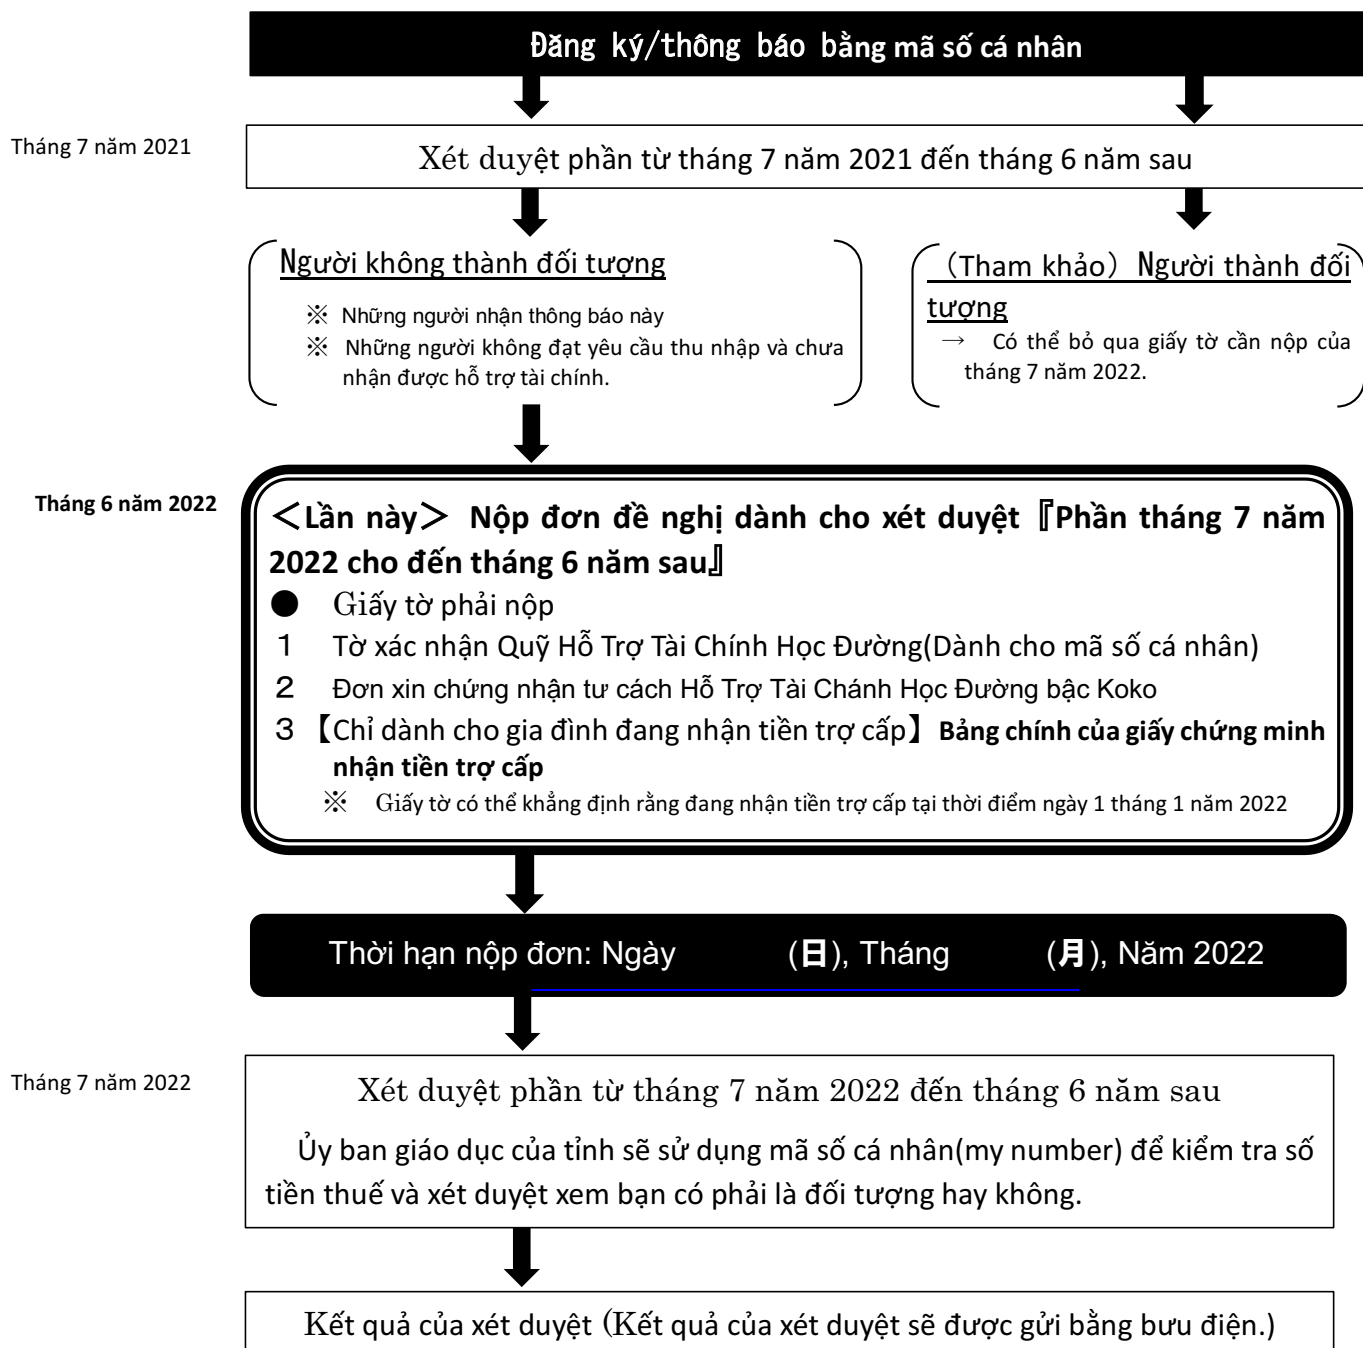 Đăng ký/thông báo bằng mã số cá nhân
Tháng 7 năm 2021
Xét duyệt phần từ tháng 7 năm 2021 đến tháng 6 năm sau
Người không thành đối tượng
※ Những người nhận thông báo này
※ Những người không đạt yêu cầu thu nhập và chưa
nhận được hỗ trợ tài chính.
（Tham khảo）Người thành đối
tượng
→ Có thể bỏ qua giấy tờ cần nộp của
tháng 7 năm 2022.
Tháng 6 năm 2022
＜Lần này＞ Nộp đơn đề nghị dành cho xét duyệt『Phần tháng 7 năm
2022 cho đến tháng 6 năm sau』
● Giấy tờ phải nộp
１ Tờ xác nhận Quỹ Hỗ Trợ Tài Chính Học Đường(Dành cho mã số cá nhân)
２ Đơn xin chứng nhận tư cách Hỗ Trợ Tài Chánh Học Đường bậc Koko
３【Chỉ dành cho gia đình đang nhận tiền trợ cấp】Bảng chính của giấy chứng minh
nhận tiền trợ cấp
※ Giấy tờ có thể khẳng định rằng đang nhận tiền trợ cấp tại thời điểm ngày 1 tháng 1 năm 2022
Thời hạn nộp đơn: Ngày (日), Tháng (月), Năm 2022
Tháng 7 năm 2022
Xét duyệt phần từ tháng 7 năm 2022 đến tháng 6 năm sau
Ủy ban giáo dục của tỉnh sẽ sử dụng mã số cá nhân(my number) để kiểm tra số
tiền thuế và xét duyệt xem bạn có phải là đối tượng hay không.
Kết quả của xét duyệt (Kết quả của xét duyệt sẽ được gửi bằng bưu điện.)